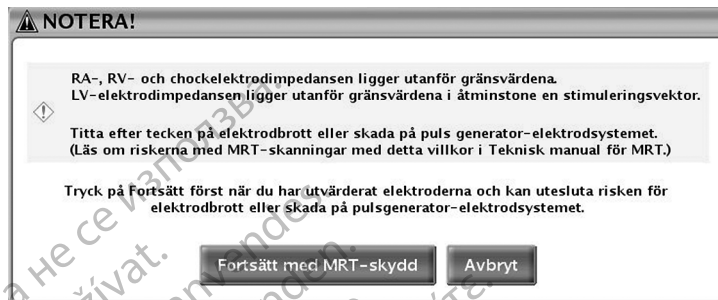 NOTERA!
RA-, RV- och chockelektrodimpedansen ligger utanför gränsvärdena.
LV-elektrodimpedansen ligger utanför gränsvärdena i åtminstone en stimuleringsvektor.
Titta efter tecken på elektrodbrott eller skada på puls generator-elektrodsystemet.
(Läs om riskerna med MRT-skanningar med detta villkor i Teknisk manual för MRT.)
Tryck på Fortsätt först när du har utvärderat elektroderna och kan utesluta risken för
elektrodbrott eller skada på pulsgenerator-elektrodsystemet.
Fortsätt med MRT-skydd
Avbryt
а не се използва.